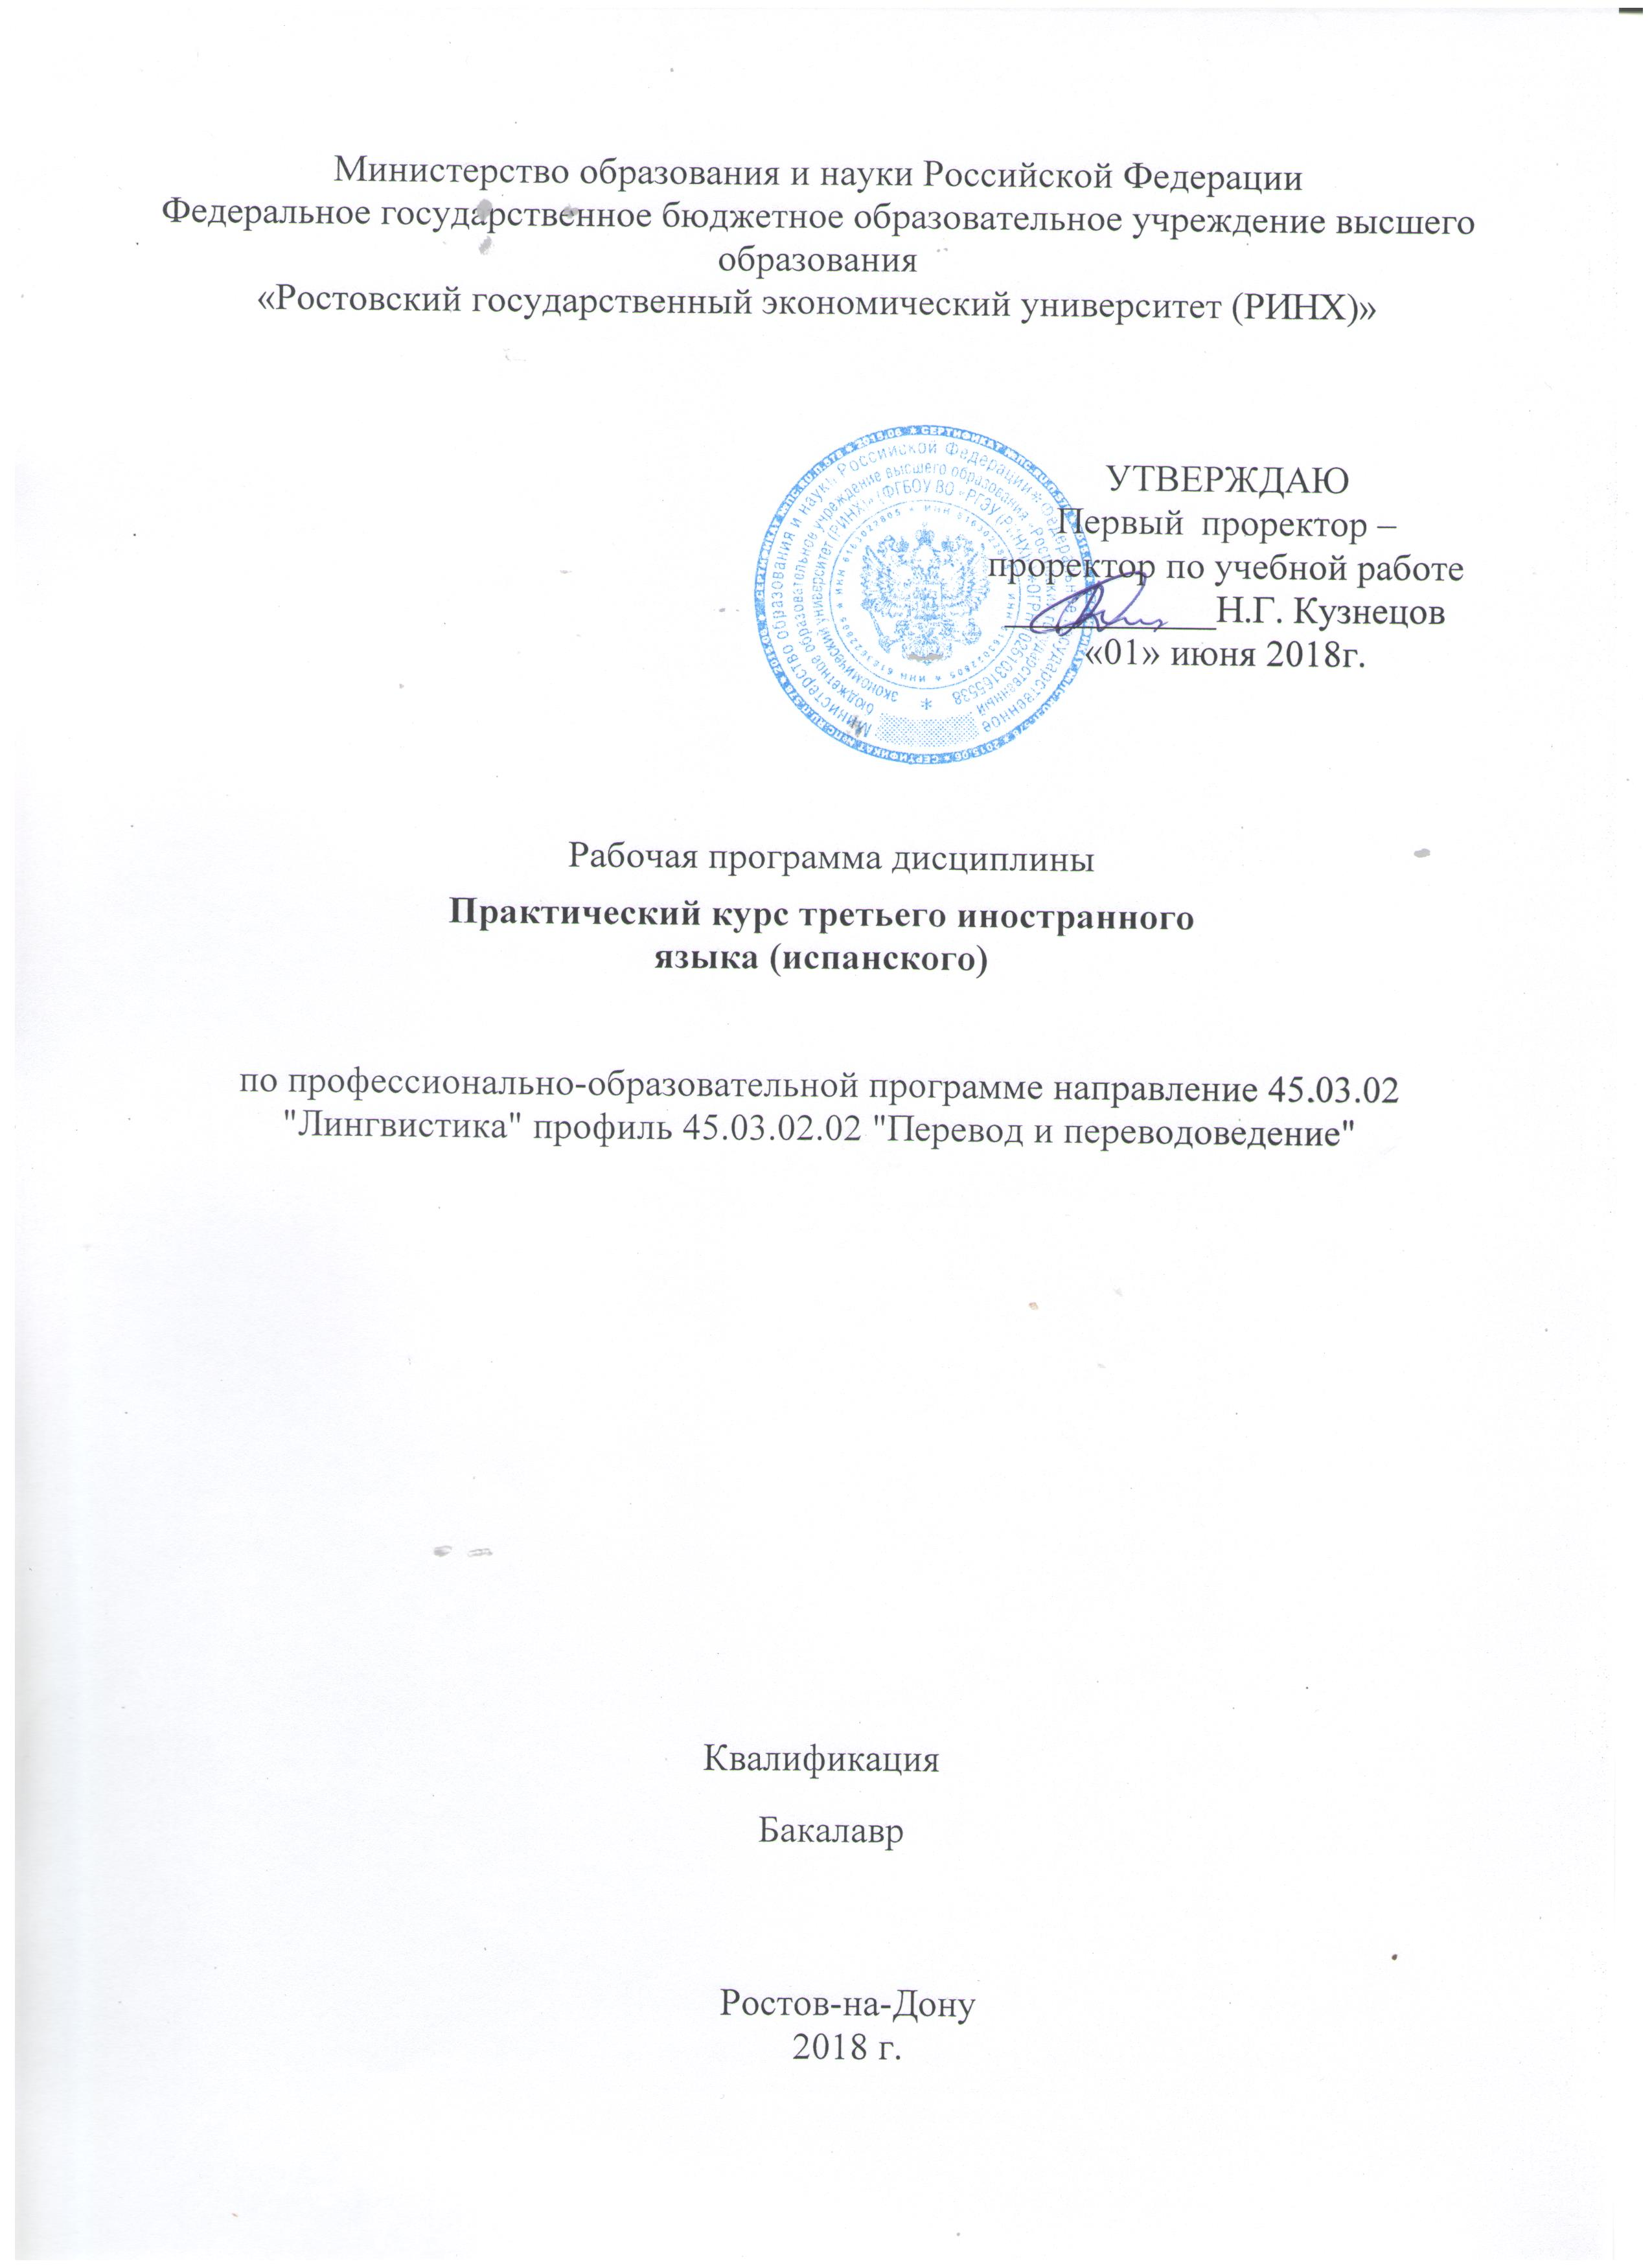 Министерство образования и науки Российской Федерации
Федеральное государственное бюджетное образовательное учреждение высшего
образования
«Ростовский государственный экономический университет (РИНХ)»
УТВЕРЖДАЮ
Первый проректор –
проректор по учебной работе
Н.Г. Кузнецов
«01» июня 2018г.
Рабочая программа дисциплины
Практический курс третьего иностранного
языка (испанского)
по профессионально-образовательной программе направление 45.03.02
"Лингвистика" профиль 45.03.02.02 "Перевод и переводоведение"
Квалификация
Бакалавр
Ростов-на-Дону
2018 г.